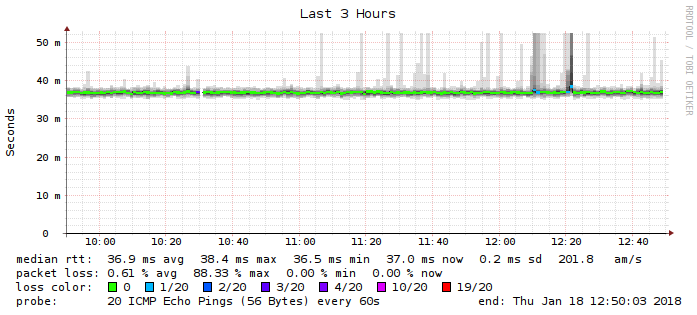 Last 3 Hours
RRDTOOL / TOBI OETIKER
Seconds
50 m
40 m
30 m
20 m
10 m
0
10:00 10:20 10:40 11:00 11:20 11:40 12:00 12:20 12:40
median rtt: 36.9 ms avg 38.4 ms max 36.5 ms min 37.0 ms now 0.2 ms sd 201.8 am/s
packet loss: 0.61 % avg 88.33 % max 0.00 % min 0.00 % now
loss color: 0 1/20 2/20 3/20 4/20 10/20 19/20
probe: 20 ICMP Echo Pings (56 Bytes) every 60s end: Thu Jan 18 12:50:03 2018